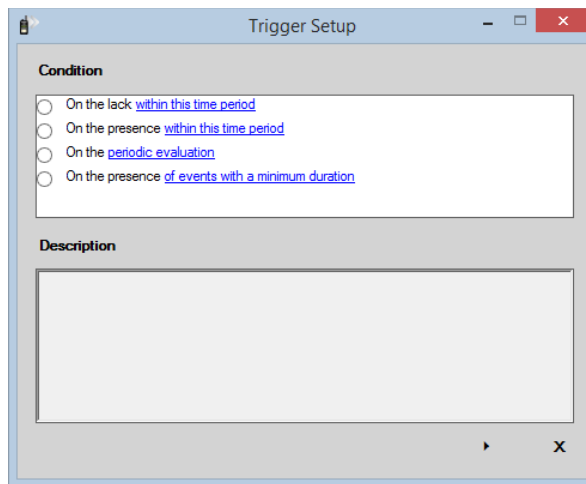 Trigger Setup
Condition
On the lack within this time period
On the presence within this time period
On the periodic evaluation
On the presence of events with a minimum duration
Description
X